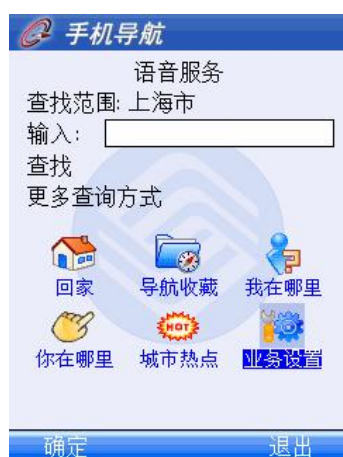 手机导航
语音服务
查找范围: 上海市
输入:
查找
更多查询方式
回家 导航收藏 我在哪里
HOT
你在哪里 城市热点 业务设置
确定 退出